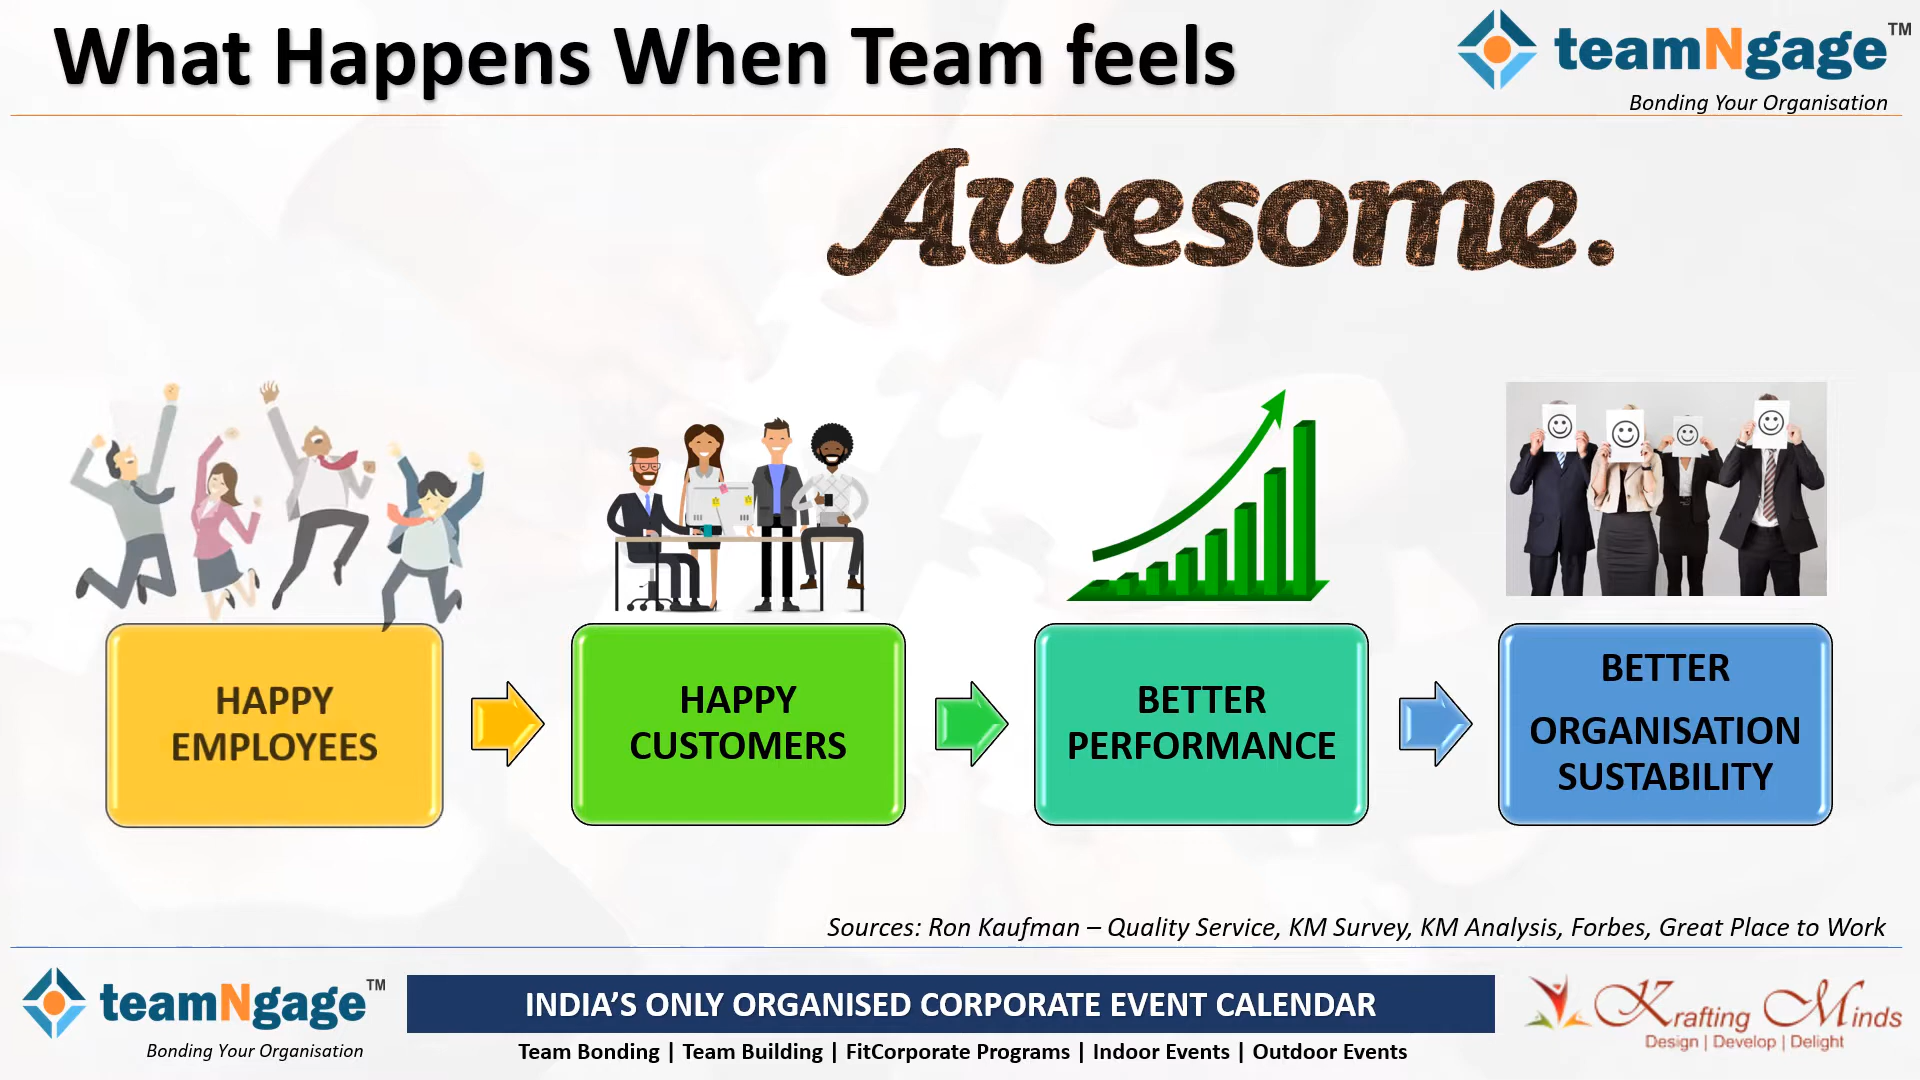 What Happens When Team feels
teamNgage™
Bonding Your Organisation
Awesome.
HAPPY
EMPLOYEES
HAPPY
CUSTOMERS
BETTER
PERFORMANCE
BETTER
ORGANISATION
SUSTABILITY
Sources: Ron Kaufman – Quality Service, KM Survey, KM Analysis, Forbes, Great Place to Work
teamNgage™
Bonding Your Organisation
INDIA’S ONLY ORGANISED CORPORATE EVENT CALENDAR
Team Bonding | Team Building | FitCorporate Programs | Indoor Events | Outdoor Events
Krafting Minds
Design | Develop | Delight